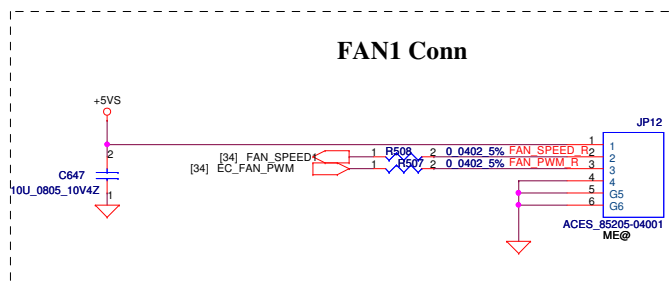 FAN1 Conn
+5VS
JP12
2
C647
10U_0805_10V4Z
1
[34] FAN_SPEED1
1 R508 2 0_0402_5% FAN_SPEED_R
[34] EC_FAN_PWM
1 R507 2 0_0402_5% FAN_PWM_R
1 1
2 2
3 3
4 4
5 G5
6 G6
ACES_85205-04001
ME@